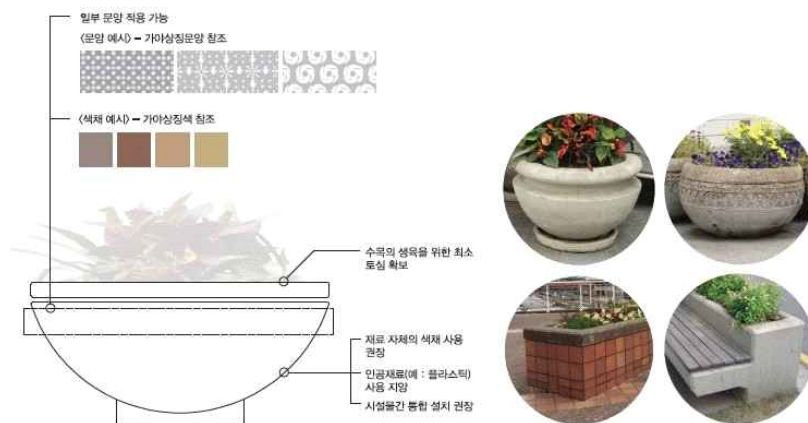 일부 문양 적용 가능
〈문양 예시〉 – 가야상징문양 참조
〈색채 예시〉 – 가야상징색 참조
수목의 생육을 위한 최소
토심 확보
재료 자체의 색채 사용
권장
인공재료(예 : 플라스틱)
사용 지양
시설물간 통합 설치 권장